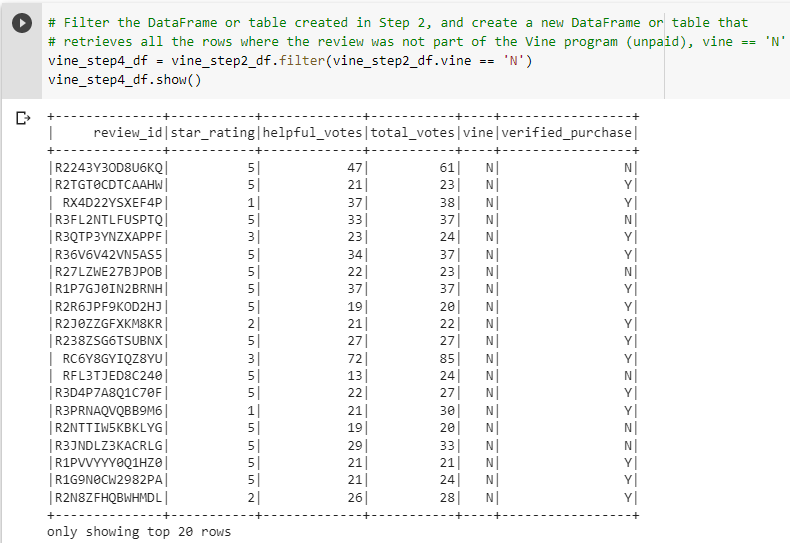 # Filter the DataFrame or table created in Step 2, and create a new DataFrame or table that
# retrieves all the rows where the review was not part of the Vine program (unpaid), vine == 'N'
vine_step4_df = vine_step2_df.filter(vine_step2_df.vine == 'N')
vine_step4_df.show()
+--------------+-----------+-------------+-----------+----+-----------------+
|     review_id|star_rating|helpful_votes|total_votes|vine|verified_purchase|
+--------------+-----------+-------------+-----------+----+-----------------+
|R2243Y3OD8U6KQ|          5|           47|         61|   N|                N|
|R2TGT0CDTCAAHW|          5|           21|         23|   N|                Y|
| RX4D22YSXEF4P|          1|           37|         38|   N|                Y|
|R3FL2NTLFUSPTQ|          5|           33|         37|   N|                Y|
|R3QTP3YNZXAPPF|          3|           23|         24|   N|                Y|
|R36V6V42VN5AS5|          5|           34|         37|   N|                Y|
|R27LZWE27BJPOB|          5|           22|         23|   N|                N|
|R1P7GJ0IN2BRNH|          5|           37|         37|   N|                Y|
|R2R6JPF9KOD2HJ|          5|           19|         20|   N|                Y|
|R2J0ZZGFXKM8KR|          2|           21|         22|   N|                Y|
|R238ZSG6TSUBNX|          5|           27|         27|   N|                Y|
| RC6Y8GYIQZ8YU|          3|           72|         85|   N|                Y|
| RFL3TJED8C240|          5|           13|         24|   N|                N|
|R3D4P7A8Q1C70F|          5|           22|         27|   N|                Y|
|R3PRNAQVQBB9M6|          1|           21|         30|   N|                Y|
|R2NTTIW5KBKLYG|          5|           19|         20|   N|                N|
|R3JNDLZ3KACRLG|          5|           29|         33|   N|                N|
|R1PVVYYY0Q1HZ0|          5|           21|         21|   N|                Y|
|R1G9N0CW2982PA|          5|           21|         24|   N|                Y|
|R2N8ZFHQBWHMDL|          2|           26|         28|   N|                Y|
+--------------+-----------+-------------+-----------+----+-----------------+
only showing top 20 rows